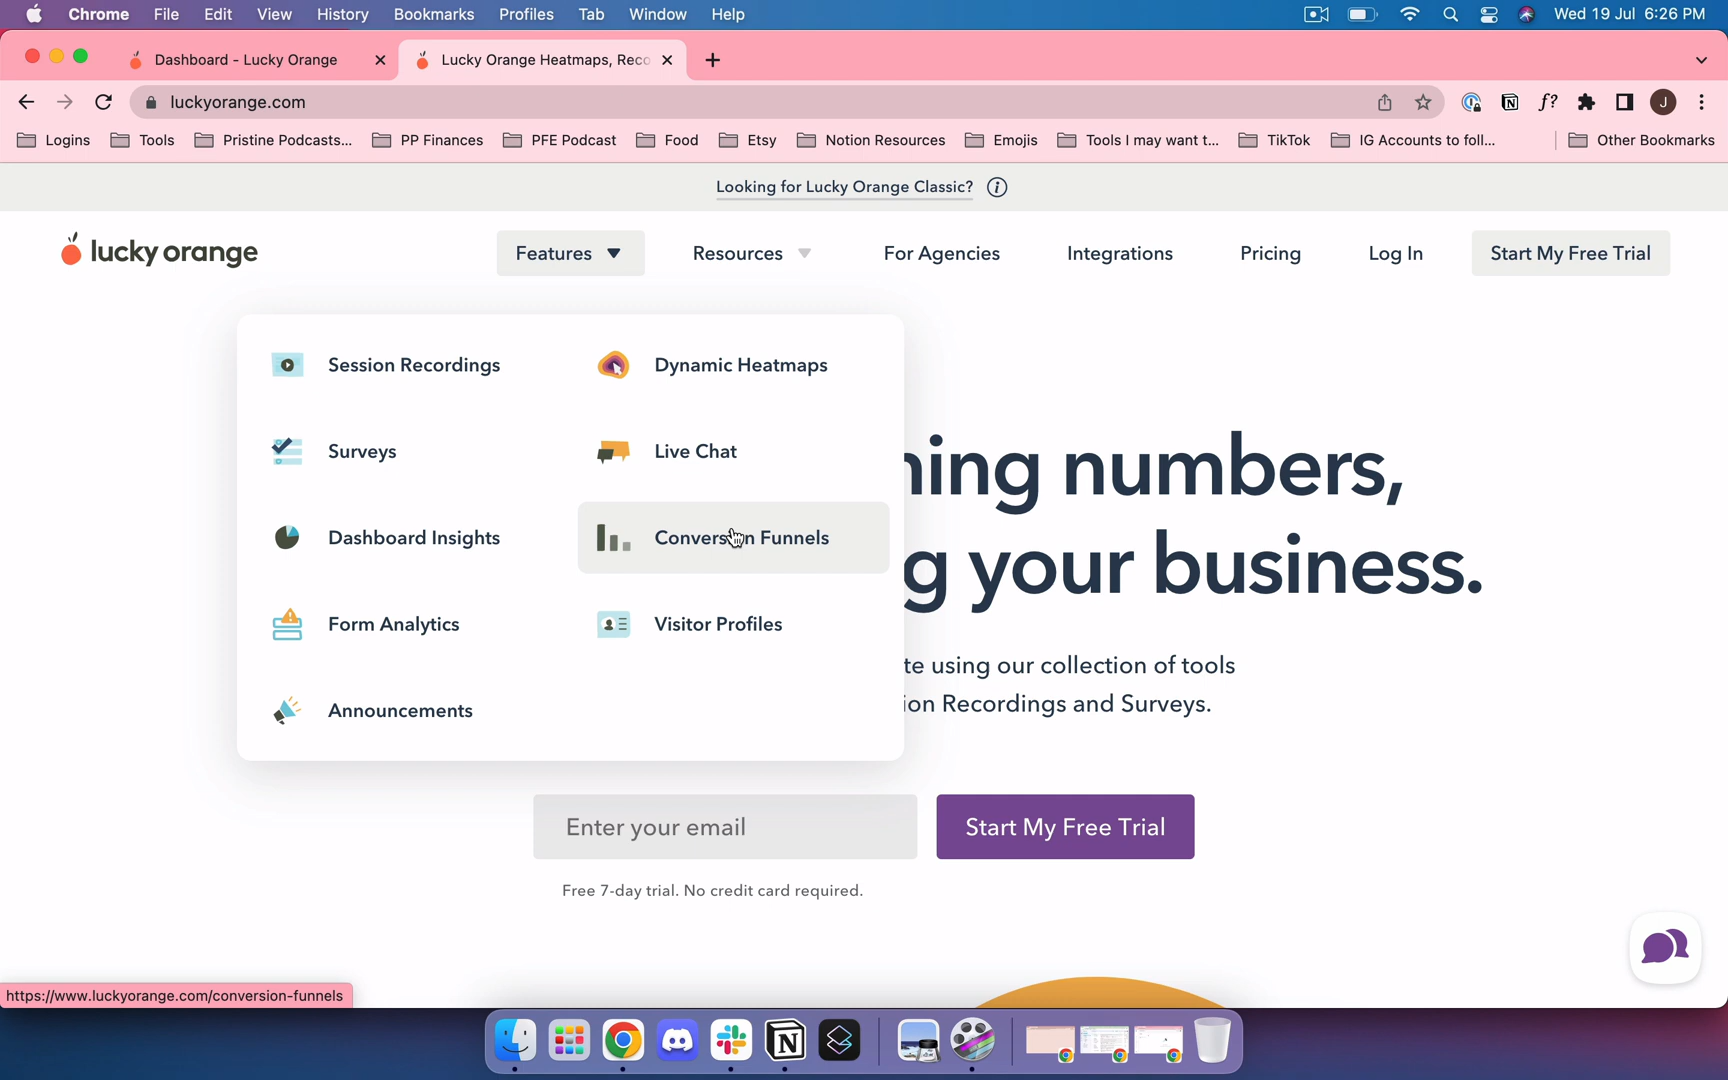 Chrome File Edit View History Bookmarks Profiles Tab Window Help Wed 19 Jul 6:26 PM
Dashboard - Lucky Orange Lucky Orange Heatmaps, Reco
luckyorange.com J
Logins Tools Pristine Podcasts... PP Finances PFE Podcast Food Etsy Notion Resources Emojis Tools I may want t... TikTok IG Accounts to foll... Other Bookmarks
Looking for Lucky Orange Classic?
lucky orange Features Resources For Agencies Integrations Pricing Log In Start My Free Trial
Session Recordings Dynamic Heatmaps
Surveys Live Chat
Dashboard Insights Conversion Funnels
Form Analytics Visitor Profiles
Announcements
ning numbers,
g your business.
te using our collection of tools
ion Recordings and Surveys.
Enter your email Start My Free Trial
Free 7-day trial. No credit card required.
https://www.luckyorange.com/conversion-funnels